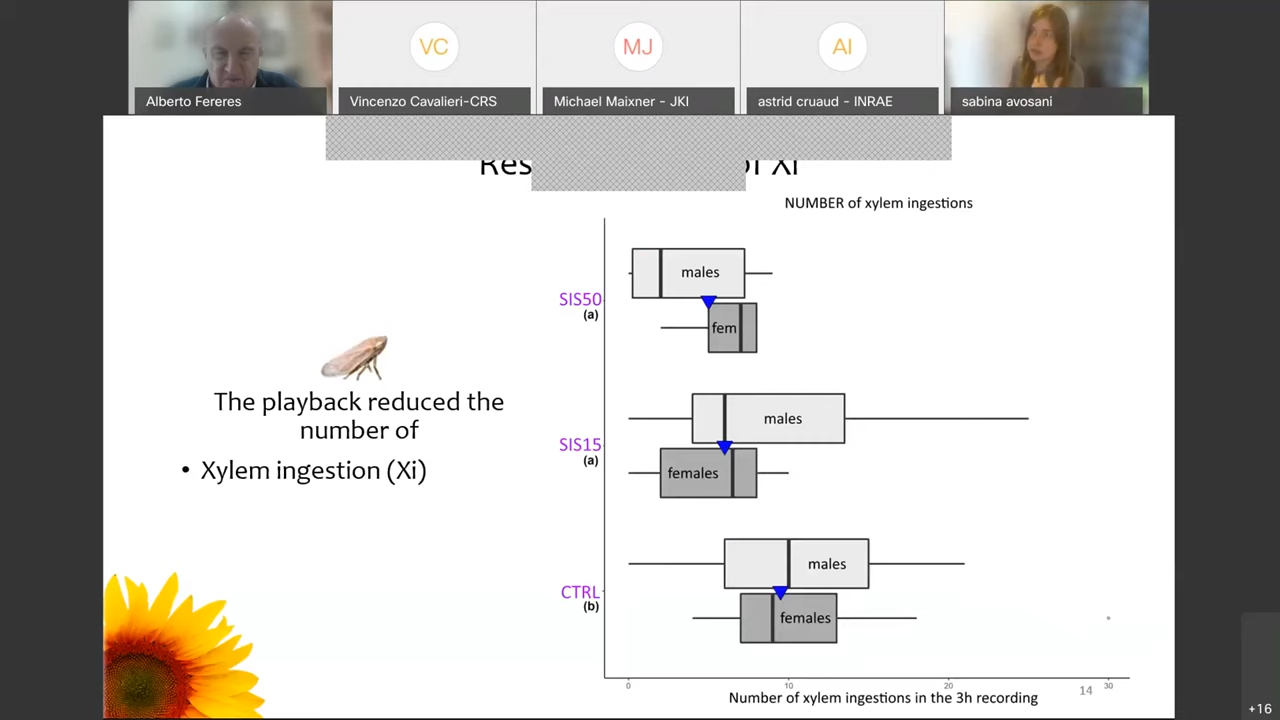 VC
MJ
AI
Alberto Fereres
Vincenzo Cavalieri-CRS
Michael Maixner - JKI
astrid cruaud - INRAE
sabina avosani
Xi
NUMBER of xylem ingestions
males
SIS50
(a)
fem
The playback reduced the
number of
• Xylem ingestion (Xi)
males
SIS15
(a)
females
males
CTRL
(b)
females
0 10 20 30
Number of xylem ingestions in the 3h recording
14
+16